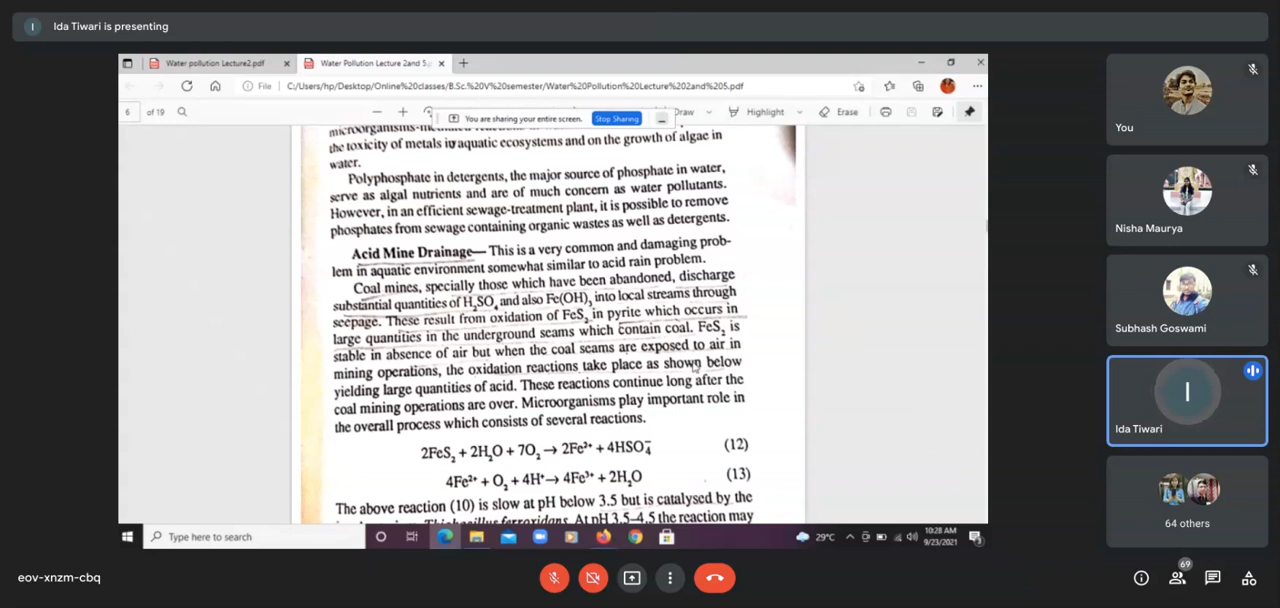 Ida Tiwari is presenting
I
Water pollution Lecture2.pdf
Water Pollution Lecture 2and 5.
File
C:/Users/hp/Desktop/Online%20classes/B.Sc.%20V%20semester/Water%20Pollution%20Lecture%202and%205.pdf
6 of 19
You are sharing your entire screen.
Stop Sharing
Draw
Highlight
Erase
the toxicity of metals in aquatic ecosystems and on the growth of algae in
water.
Polyphosphate in detergents, the major source of phosphate in water,
serve as algal nutrients and are of much concern as water pollutants.
However, in an efficient sewage-treatment plant, it is possible to remove
phosphates from sewage containing organic wastes as well as detergents.
Acid Mine Drainage— This is a very common and damaging prob-
lem in aquatic environment somewhat similar to acid rain problem.
Coal mines, specially those which have been abandoned, discharge
substantial quantities of H₂SO₄ and also Fe(OH)₃ into local streams through
seepage. These result from oxidation of FeS₂ in pyrite which occurs in
large quantities in the underground seams which contain coal. FeS₂ is
stable in absence of air but when the coal seams are exposed to air in
mining operations, the oxidation reactions take place as shown below
yielding large quantities of acid. These reactions continue long after the
coal mining operations are over. Microorganisms play important role in
the overall process which consists of several reactions.
2FeS₂ + 2H₂O + 7O₂ → 2Fe²⁺ + 4HSO₄⁻ (12)
4Fe²⁺ + O₂ + 4H⁺ → 4Fe³⁺ + 2H₂O (13)
The above reaction (10) is slow at pH below 3.5 but is catalysed by the
Thiobacillus ferroxidans. At pH 3.5–4.5 the reaction may
Type here to search
29°C
10:28 AM
9/23/2021
You
Nisha Maurya
Subhash Goswami
I
Ida Tiwari
64 others
eov-xnzm-cbq
69